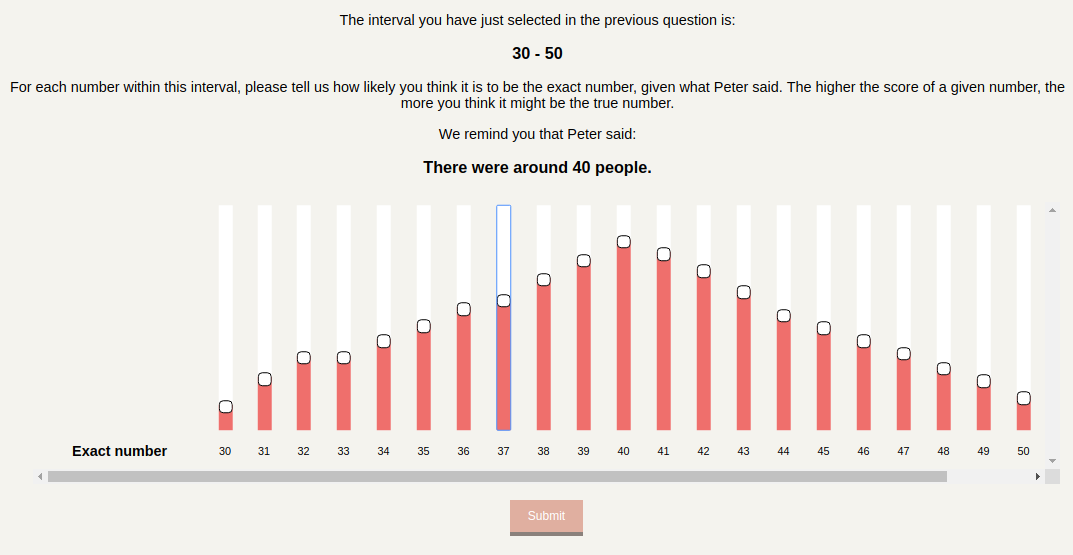 The interval you have just selected in the previous question is:
30 - 50
For each number within this interval, please tell us how likely you think it is to be the exact number, given what Peter said. The higher the score of a given number, the
more you think it might be the true number.
We remind you that Peter said:
There were around 40 people.
Exact number 30 31 32 33 34 35 36 37 38 39 40 41 42 43 44 45 46 47 48 49 50
Submit